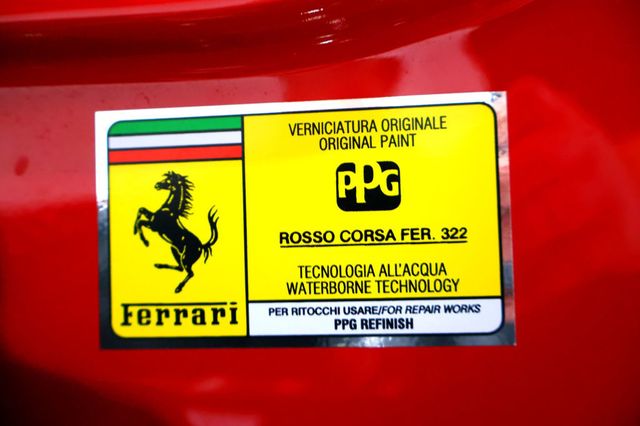 VERNICIATURA ORIGINALE
ORIGINAL PAINT
PPG
ROSSO CORSA FER. 322
TECNOLOGIA ALL'ACQUA
WATERBORNE TECHNOLOGY
Ferrari
PER RITOCCHI USARE/FOR REPAIR WORKS
PPG REFINISH